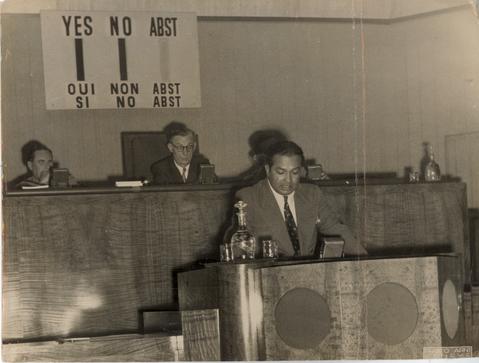 YES NO ABST
OUI NON ABST
SI NO ABST